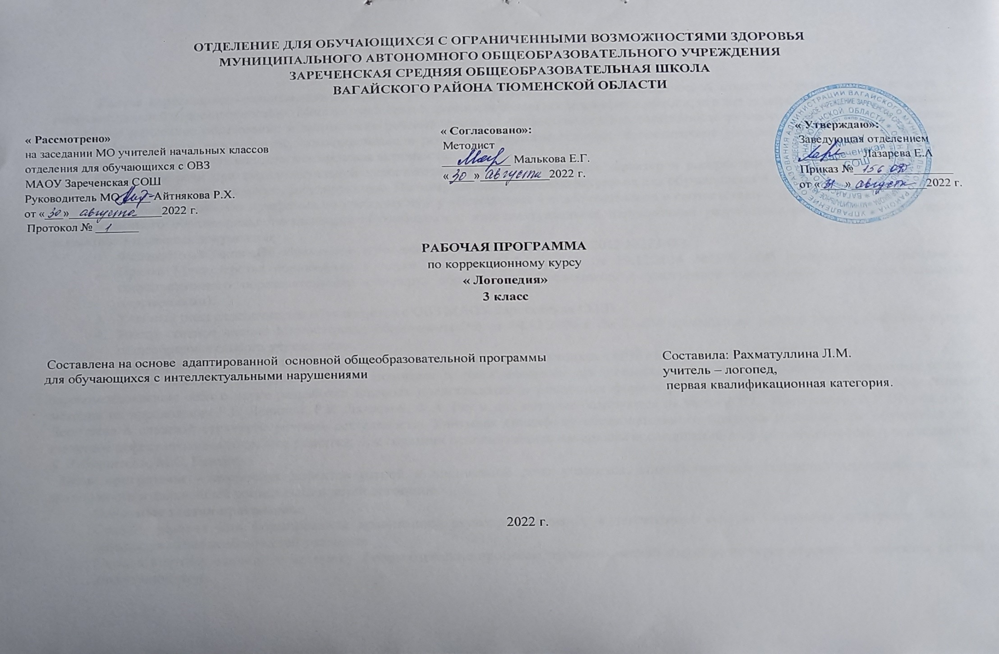 ОТДЕЛЕНИЕ ДЛЯ ОБУЧАЮЩИХСЯ С ОГРАНИЧЕННЫМИ ВОЗМОЖНОСТЯМИ ЗДОРОВЬЯ
МУНИЦИПАЛЬНОГО АВТОНОМНОГО ОБЩЕОБРАЗОВАТЕЛЬНОГО УЧРЕЖДЕНИЯ
ЗАРЕЧЕНСКАЯ СРЕДНЯЯ ОБЩЕОБРАЗОВАТЕЛЬНАЯ ШКОЛА
ВАГАЙСКОГО РАЙОНА ТЮМЕНСКОЙ ОБЛАСТИ
« Рассмотрено»
на заседании МО учителей начальных классов
отделения для обучающихся с ОВЗ
МАОУ Зареченская СОШ
Руководитель МО Айтнякова Р.Х.
от «30» августа 2022 г.
Протокол № 1
« Согласовано»:
Методист
Малькова Е.Г.
«30» августа 2022 г.
« Утверждаю»:
Заведующая отделением
Лазарева Е.А
Приказ № 156 од
от «31» августа 2022 г.
МАОУ
Зареченская
СОШ
РАБОЧАЯ ПРОГРАММА
по коррекционному курсу
« Логопедия»
3 класс
Составлена на основе адаптированной основной общеобразовательной программы
для обучающихся с интеллектуальными нарушениями
Составила: Рахматуллина Л.М.
учитель – логопед,
первая квалификационная категория.
2022 г.